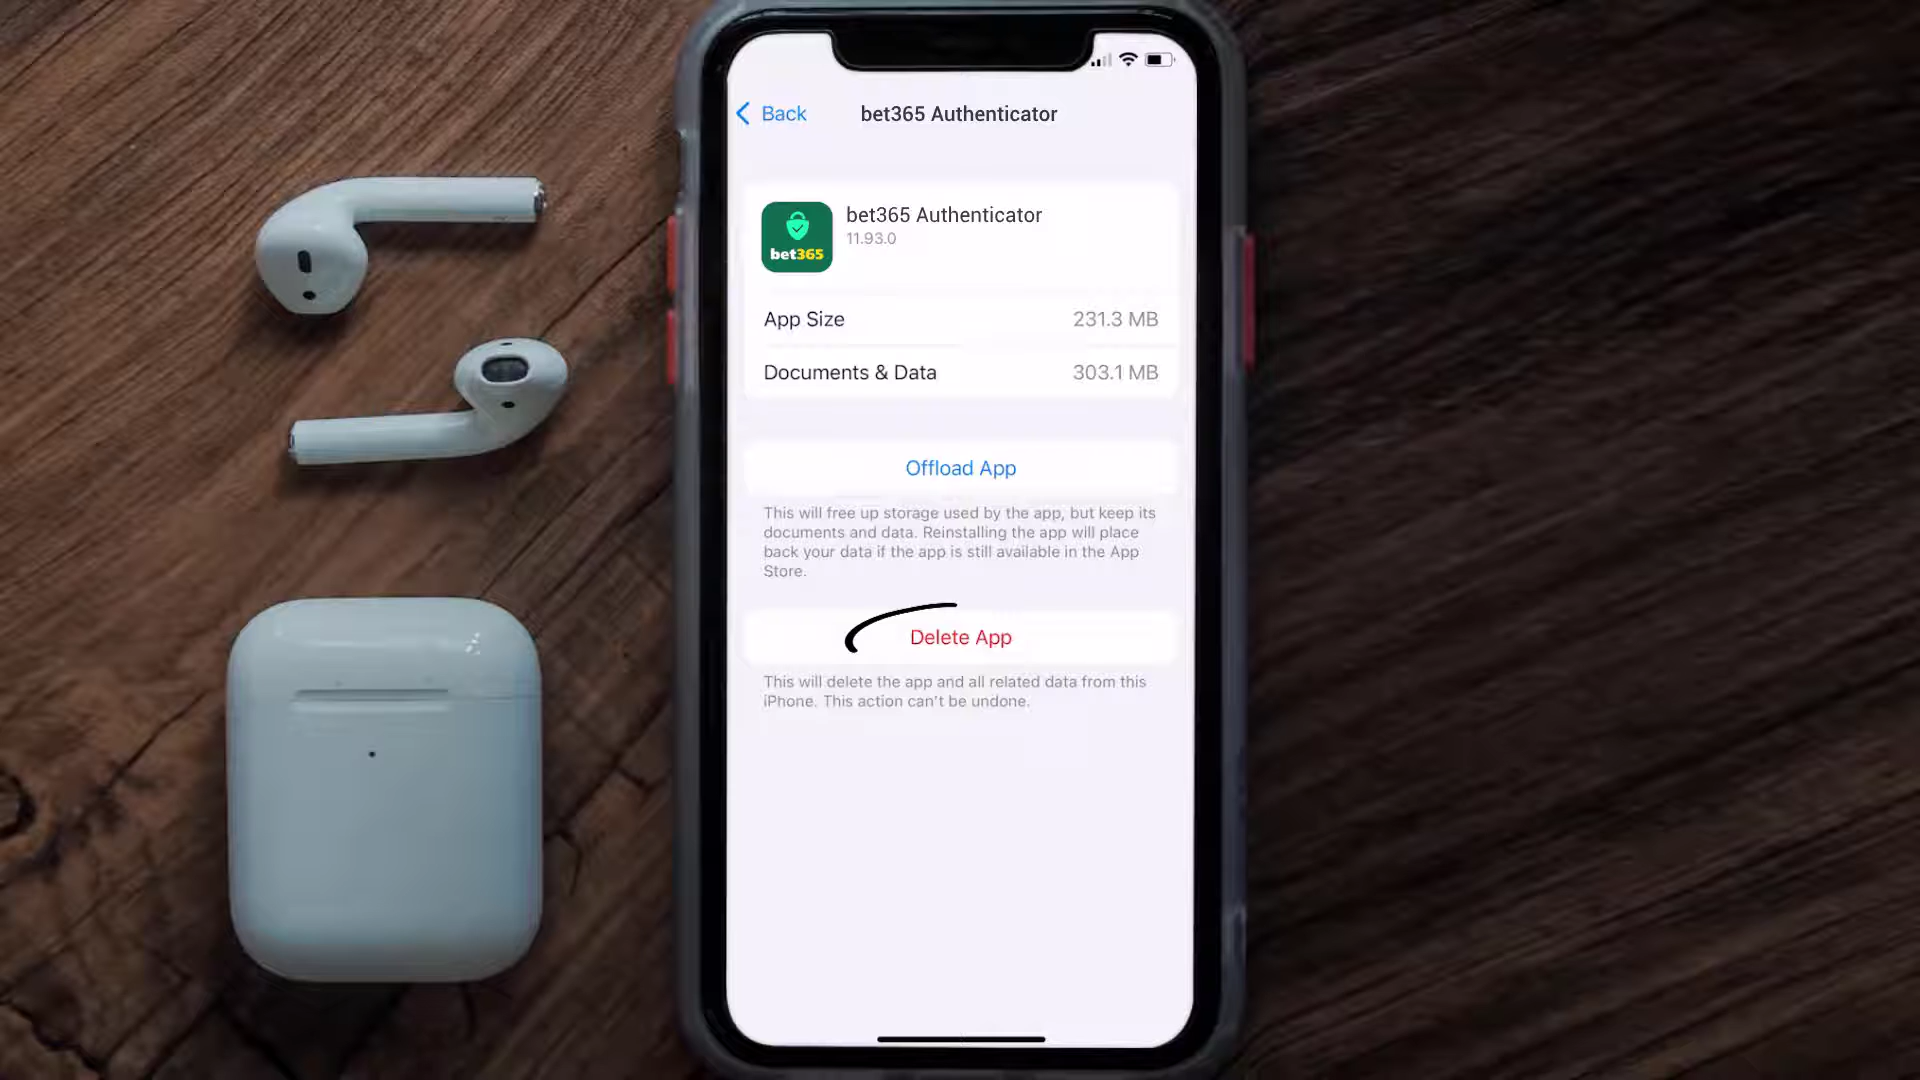 Back
bet365 Authenticator
bet365
bet365 Authenticator
11.93.0
App Size 231.3 MB
Documents & Data 303.1 MB
Offload App
This will free up storage used by the app, but keep its
documents and data. Reinstalling the app will place
back your data if the app is still available in the App
Store.
Delete App
This will delete the app and all related data from this
iPhone. This action can't be undone.